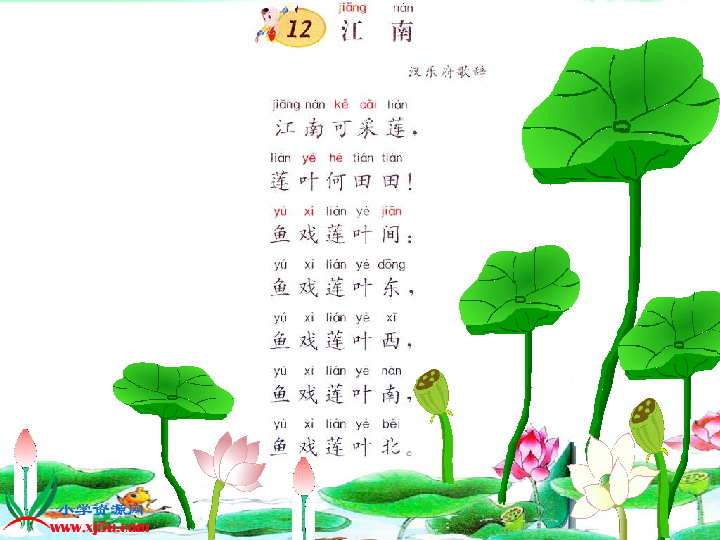 jiāng nán
12 江 南
汉乐府歌辞
jiāng nán kě cǎi lián
江南可采莲，
lián yè hé tián tián
莲叶何田田！
yú xì lián yè jiān
鱼戏莲叶间：
yú xì lián yè dōng
鱼戏莲叶东，
yú xì lián yè xī
鱼戏莲叶西，
yú xì lián yè nán
鱼戏莲叶南，
yú xì lián yè běi
鱼戏莲叶北。
小学资源网
www.xj5u.com